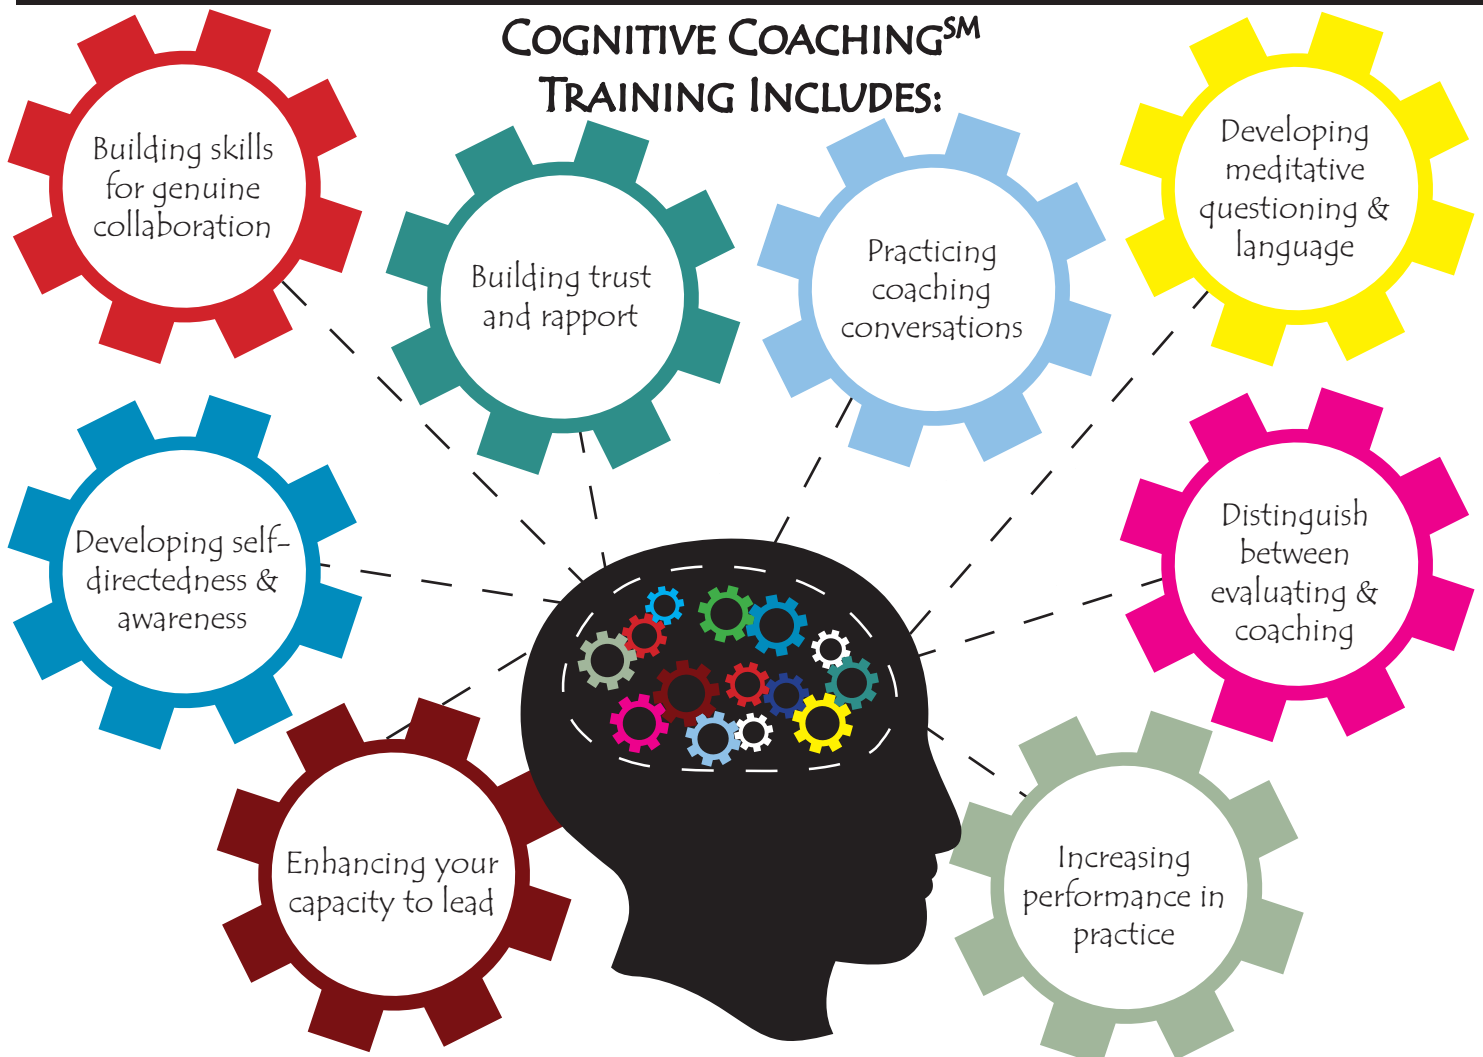 COGNITIVE COACHING℠
TRAINING INCLUDES:
Building skills
for genuine
collaboration
Building trust
and rapport
Practicing
coaching
conversations
Developing
meditative
questioning &
language
Developing self-
directedness &
awareness
Distinguish
between
evaluating &
coaching
Enhancing your
capacity to lead
Increasing
performance in
practice